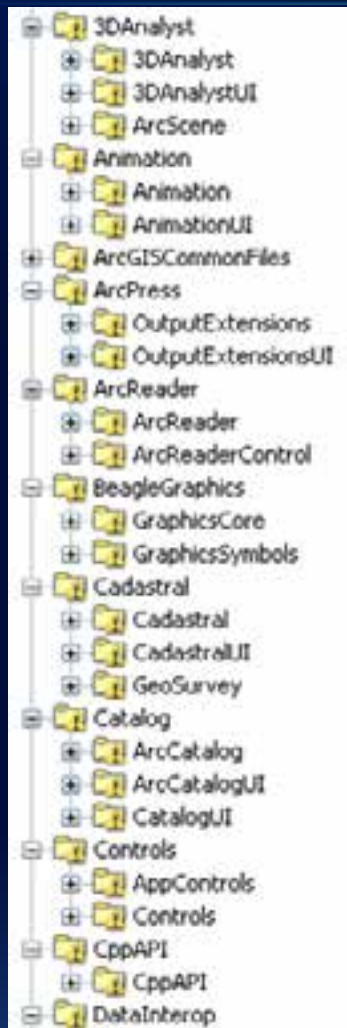 3DAnalyst
3DAnalyst
3DAnalystUI
ArcScene
Animation
Animation
AnimationUI
ArcGISCommonFiles
ArcPress
OutputExtensions
OutputExtensionsUI
ArcReader
ArcReader
ArcReaderControl
BeagleGraphics
GraphicsCore
GraphicsSymbols
Cadastral
Cadastral
CadastralUI
GeoSurvey
Catalog
ArcCatalog
ArcCatalogUI
CatalogUI
Controls
AppControls
Controls
CppAPI
CppAPI
DataInterop